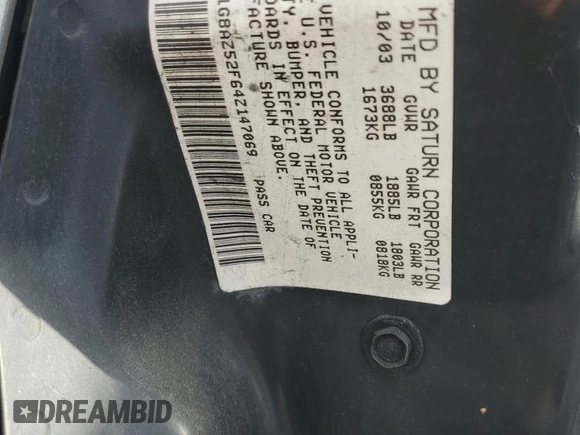 MFD BY SATURN CORPORATION
DATE GVWR GAWR FRT GAWR RR
10/03 3688LB 1885LB 1803LB
1673KG 0855KG 0818KG
VEHICLE CONFORMS TO ALL APPLI-
U.S. FEDERAL MOTOR VEHICLE
BUMPER, AND THEFT PREVENTION
IN EFFECT ON THE DATE OF
SHOWN ABOVE.
1G8AZ52F64Z147069 PASS CAR
DREAMBID